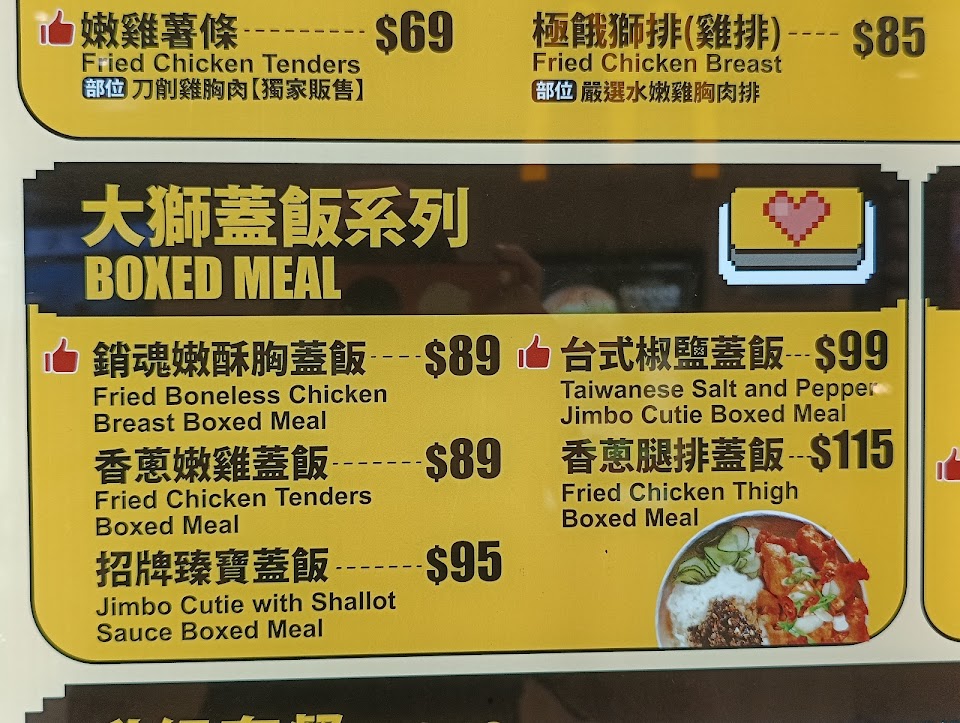 嫩雞薯條 $69
Fried Chicken Tenders
部位 刀削雞胸肉【獨家販售】
極餓獅排(雞排) $85
Fried Chicken Breast
部位 嚴選水嫩雞胸肉排
大獅蓋飯系列
BOXED MEAL
銷魂嫩酥胸蓋飯 $89
Fried Boneless Chicken
Breast Boxed Meal
香蔥嫩雞蓋飯 $89
Fried Chicken Tenders
Boxed Meal
招牌臻寶蓋飯 $95
Jimbo Cutie with Shallot
Sauce Boxed Meal
台式椒鹽蓋飯 $99
Taiwanese Salt and Pepper
Jimbo Cutie Boxed Meal
香蔥腿排蓋飯 $115
Fried Chicken Thigh
Boxed Meal